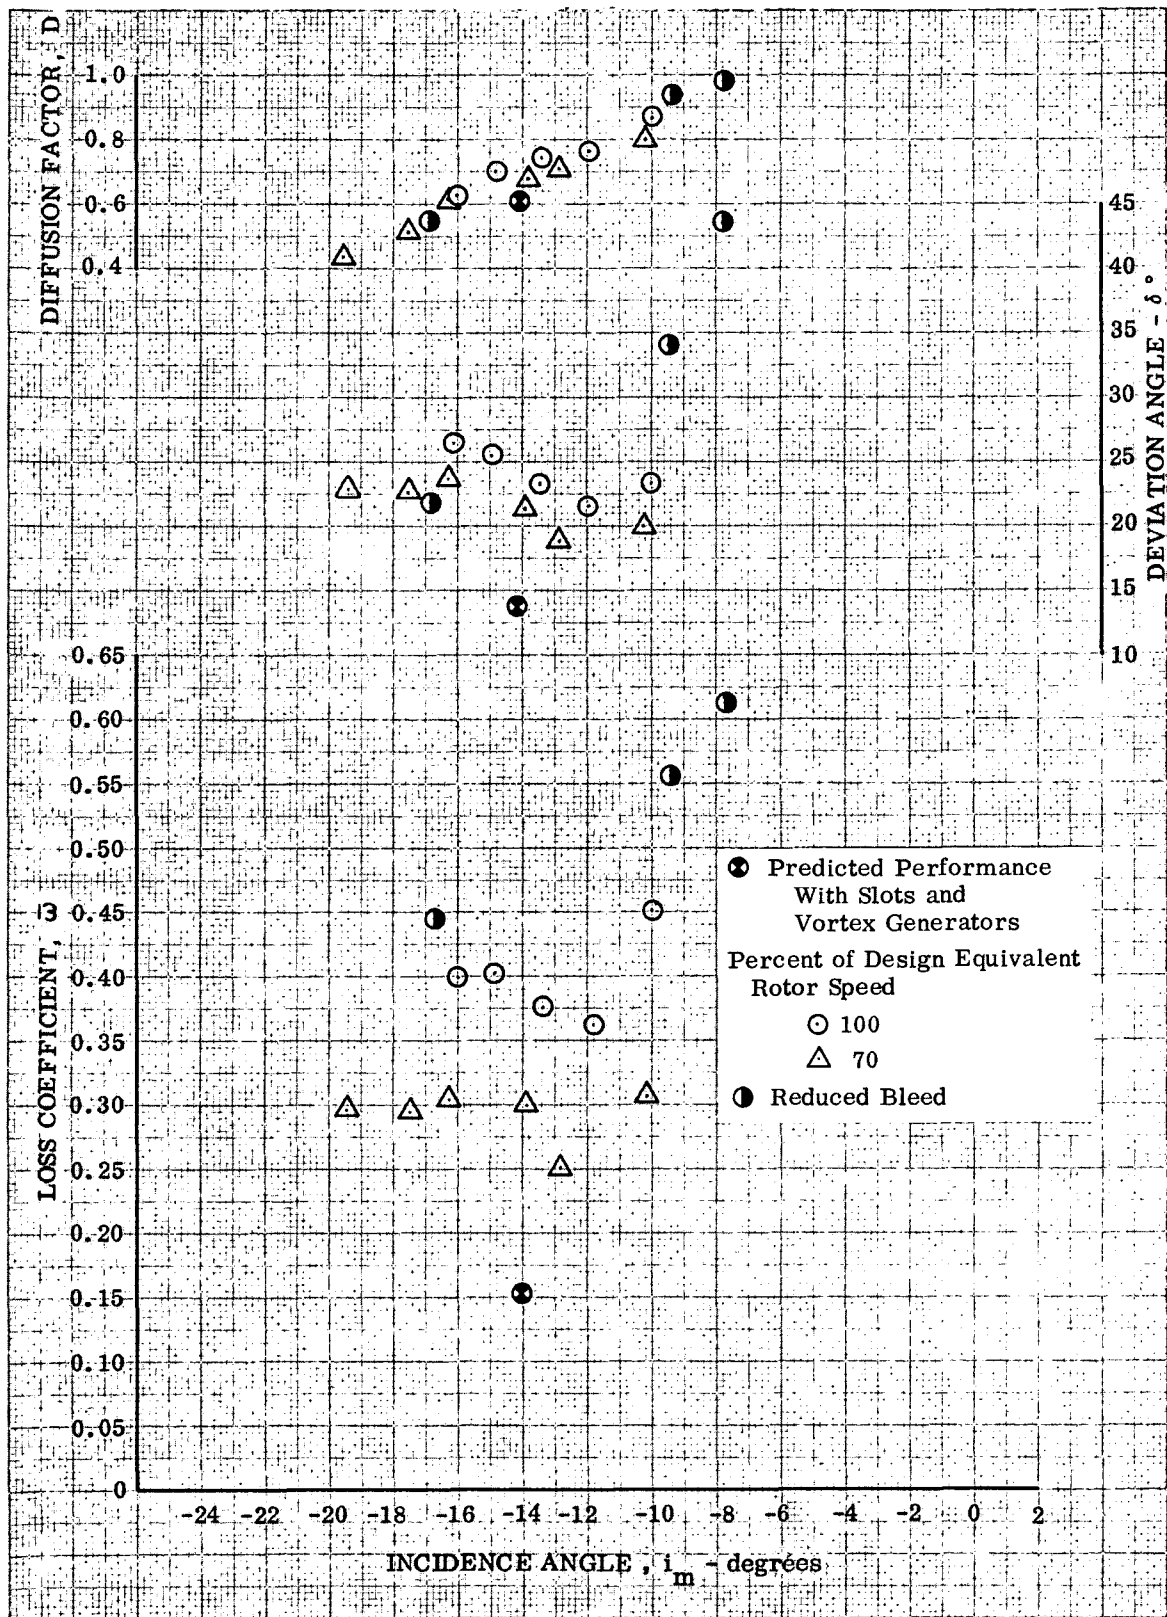 DIFFUSION FACTOR, D
1.0
0.8
0.6
0.4
45
40
35
30
25
20
15
10
DEVIATION ANGLE - δ°
0.65
0.60
0.55
0.50
0.45
0.40
0.35
0.30
0.25
0.20
0.15
0.10
0.05
0
LOSS COEFFICIENT, ω̄
Predicted Performance
With Slots and
Vortex Generators
Percent of Design Equivalent
Rotor Speed
100
70
Reduced Bleed
-24 -22 -20 -18 -16 -14 -12 -10 -8 -6 -4 -2 0 2
INCIDENCE ANGLE , i_m - degrees